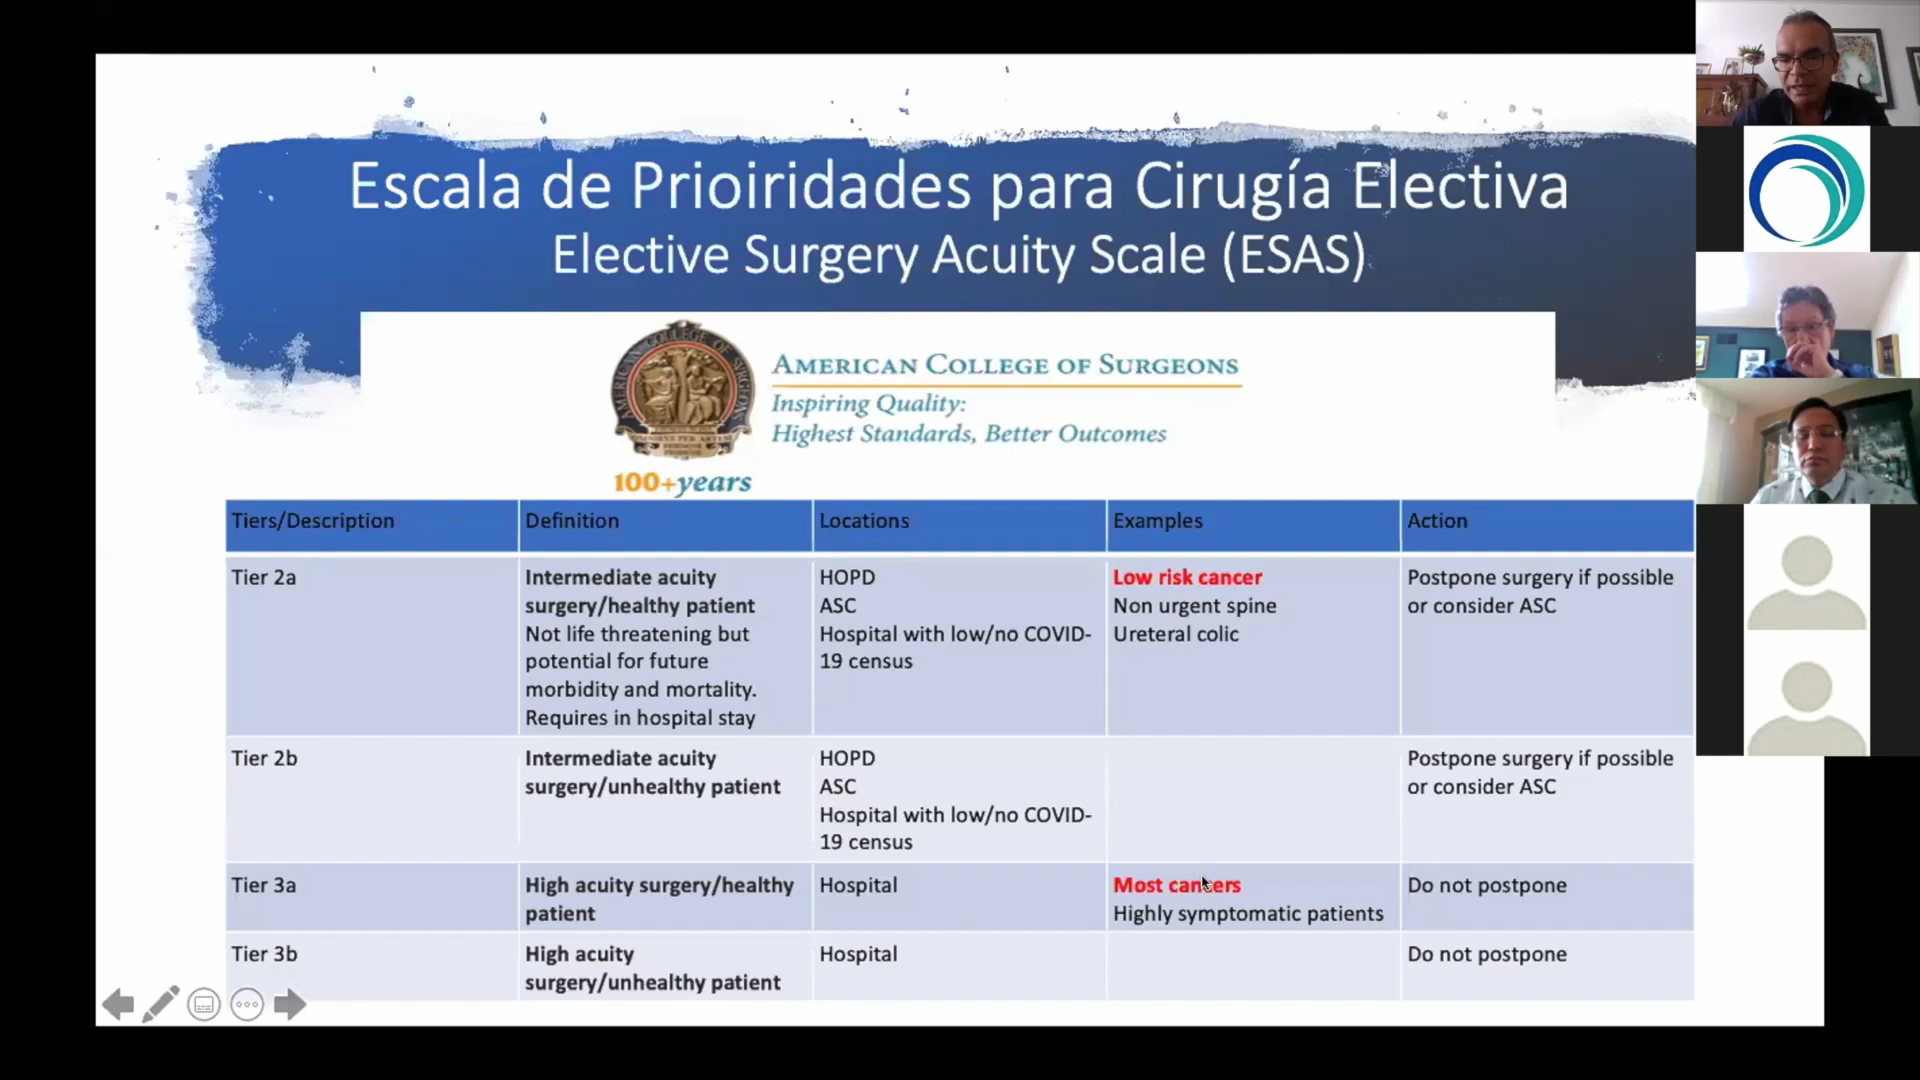 Escala de Prioiridades para Cirugía Electiva
Elective Surgery Acuity Scale (ESAS)
AMERICAN COLLEGE OF SURGEONS
AMERICAN COLLEGE OF SURGEONS
Inspiring Quality:
Highest Standards, Better Outcomes
100+years
Tiers/Description Definition Locations Examples Action
Tier 2a
Intermediate acuity
surgery/healthy patient
Not life threatening but
potential for future
morbidity and mortality.
Requires in hospital stay
HOPD
ASC
Hospital with low/no COVID-
19 census
Low risk cancer
Non urgent spine
Ureteral colic
Postpone surgery if possible
or consider ASC
Tier 2b
Intermediate acuity
surgery/unhealthy patient
HOPD
ASC
Hospital with low/no COVID-
19 census
Postpone surgery if possible
or consider ASC
Tier 3a
High acuity surgery/healthy
patient
Hospital
Most cancers
Highly symptomatic patients
Do not postpone
Tier 3b
High acuity
surgery/unhealthy patient
Hospital
Do not postpone